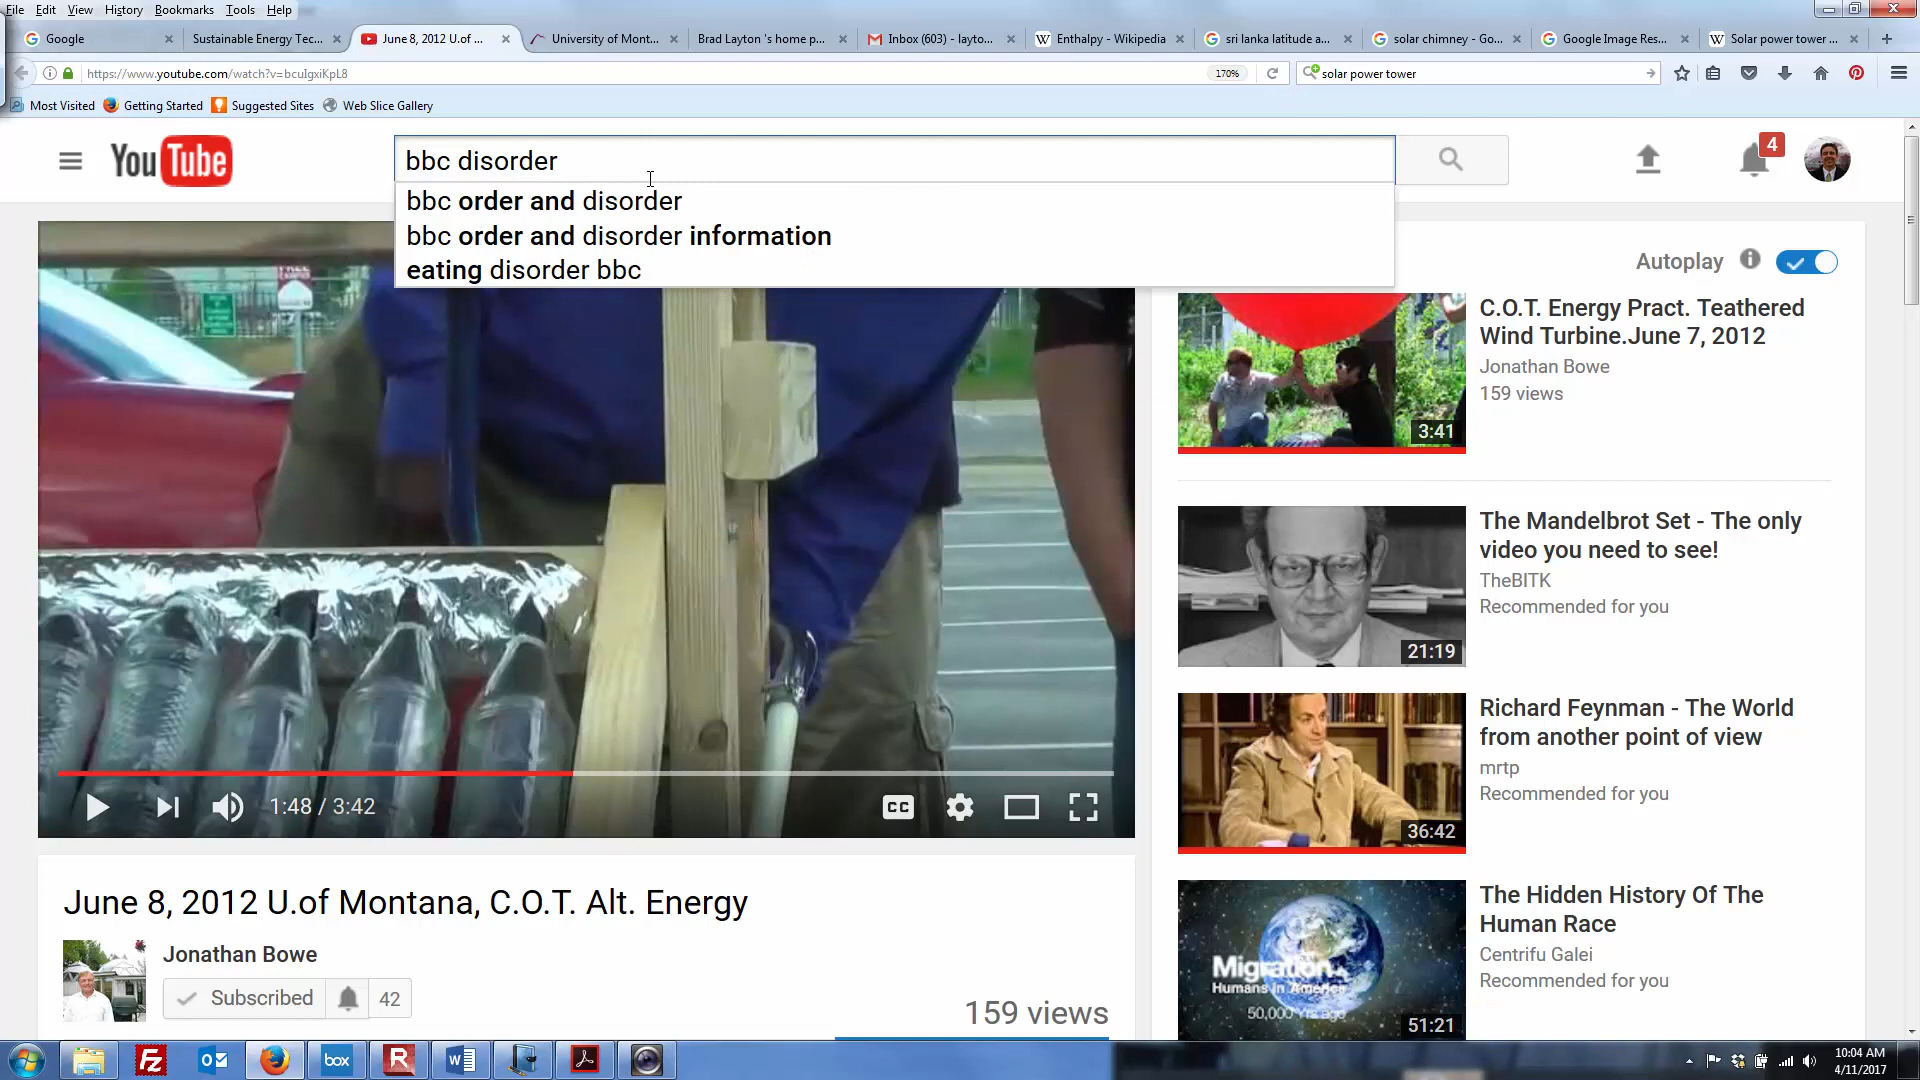 File Edit View History Bookmarks Tools Help
Google
Sustainable Energy Tec...
June 8, 2012 U.of ...
University of Mont...
Brad Layton 's home p...
Inbox (603) - layto...
Enthalpy - Wikipedia
sri lanka latitude a...
solar chimney - Go...
Google Image Res...
Solar power tower ...
https://www.youtube.com/watch?v=bcuIgxiKpL8
170%
solar power tower
Most Visited Getting Started Suggested Sites Web Slice Gallery
YouTube
bbc disorder
4
bbc order and disorder
bbc order and disorder information
eating disorder bbc
Autoplay
C.O.T. Energy Pract. Teathered
Wind Turbine.June 7, 2012
Jonathan Bowe
159 views
3:41
The Mandelbrot Set - The only
video you need to see!
TheBITK
Recommended for you
21:19
Richard Feynman - The World
from another point of view
mrtp
Recommended for you
36:42
1:48 / 3:42
CC
June 8, 2012 U.of Montana, C.O.T. Alt. Energy
Jonathan Bowe
Subscribed
42
159 views
The Hidden History Of The
Human Race
Centrifu Galei
Recommended for you
Migration
Humans in America
50,000 Yrs ago
51:21
box
10:04 AM
4/11/2017